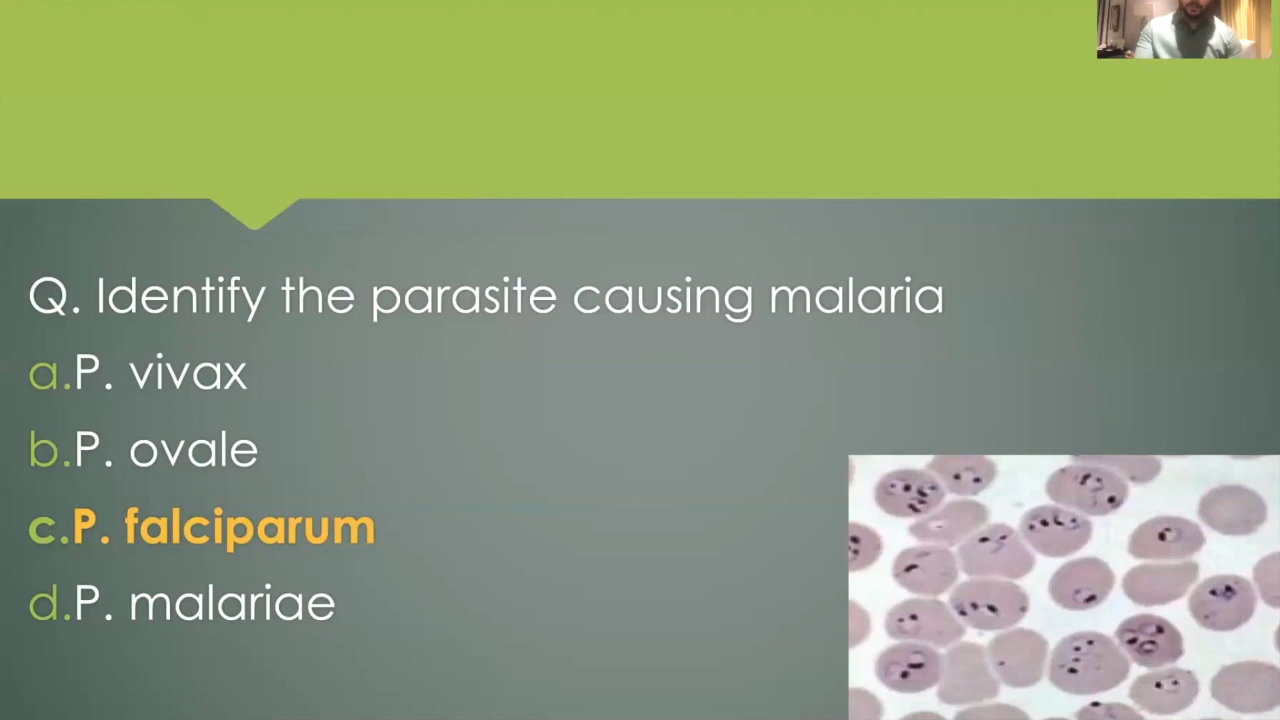 Q. Identify the parasite causing malaria
a.P. vivax
b.P. ovale
c.P. falciparum
d.P. malariae